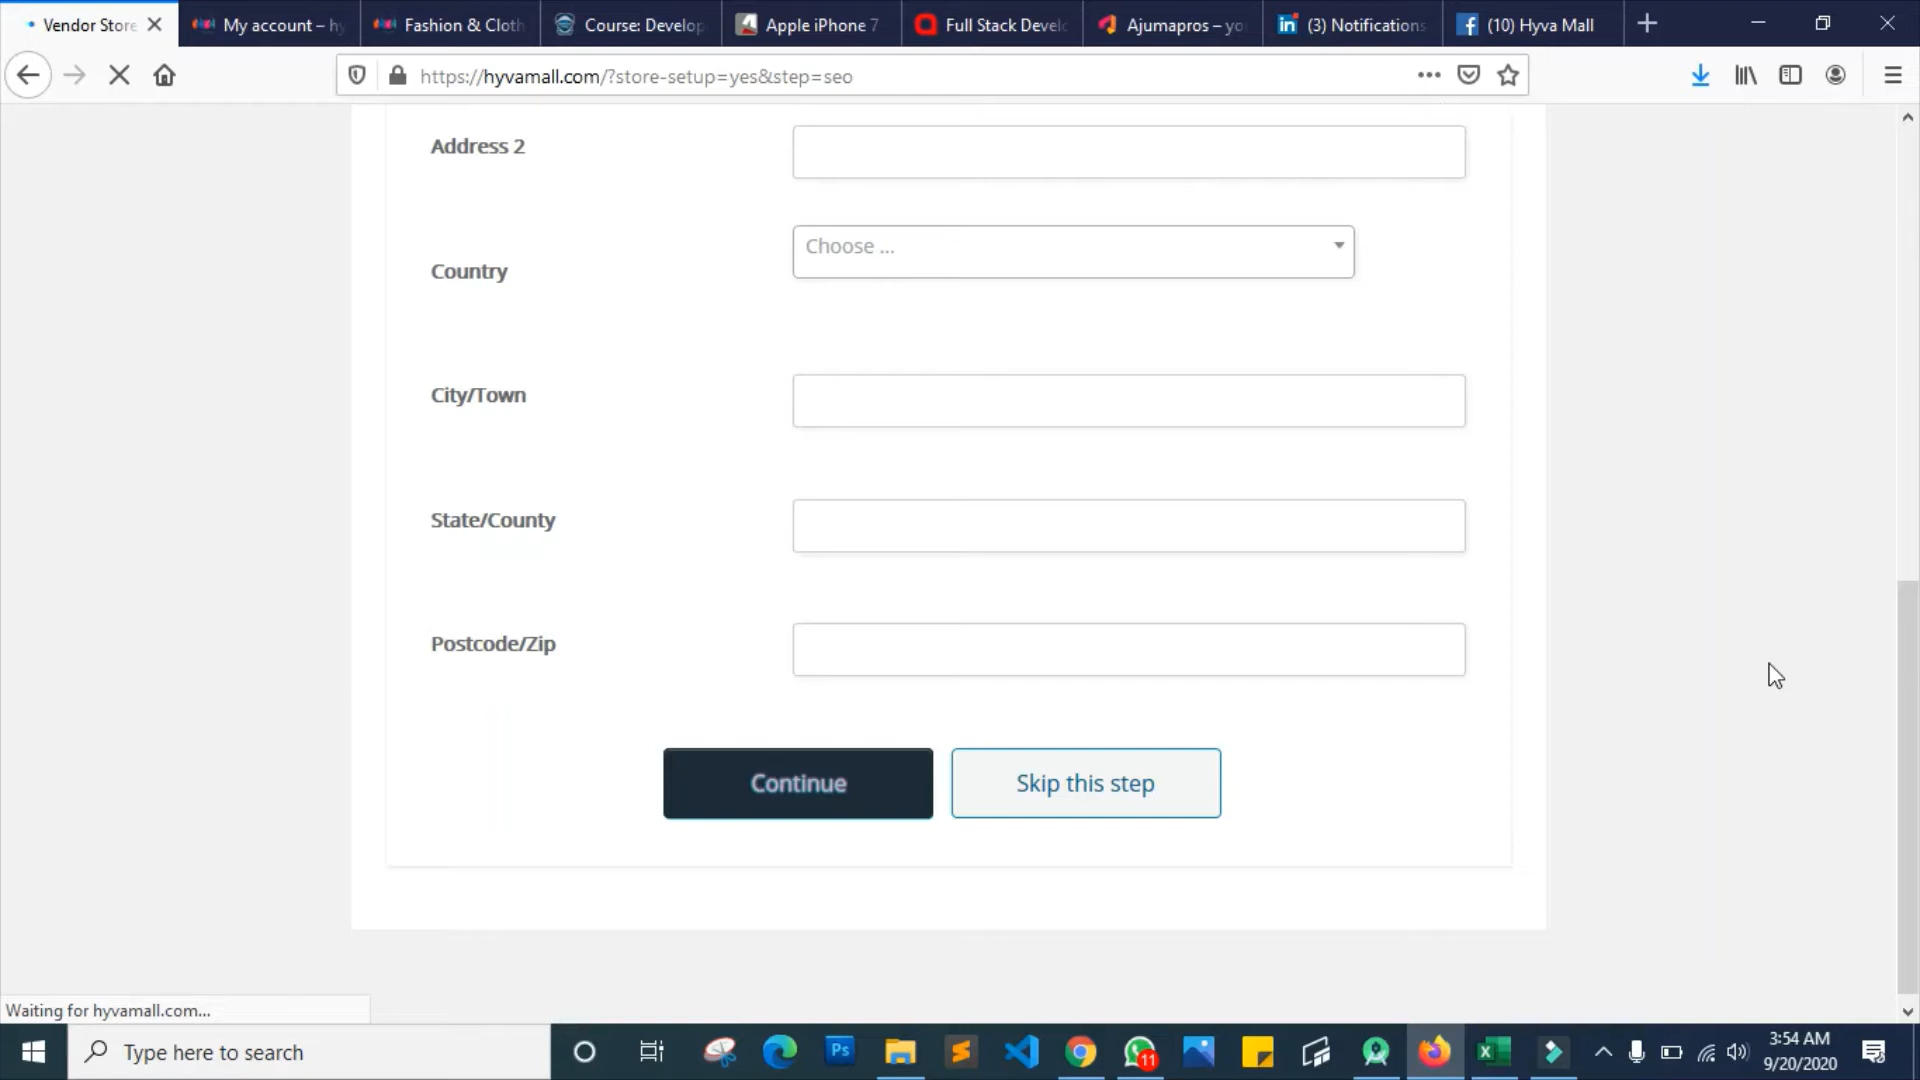 Vendor Store
My account – hy
Fashion & Cloth
Course: Develop
Apple iPhone 7
Full Stack Develo
Ajumapros – yo
(3) Notifications
(10) Hyva Mall
https://hyvamall.com/?store-setup=yes&step=seo
Address 2
Choose ...
Country
City/Town
State/County
Postcode/Zip
Continue
Skip this step
Waiting for hyvamall.com...
Type here to search
Ps
11
3:54 AM
9/20/2020